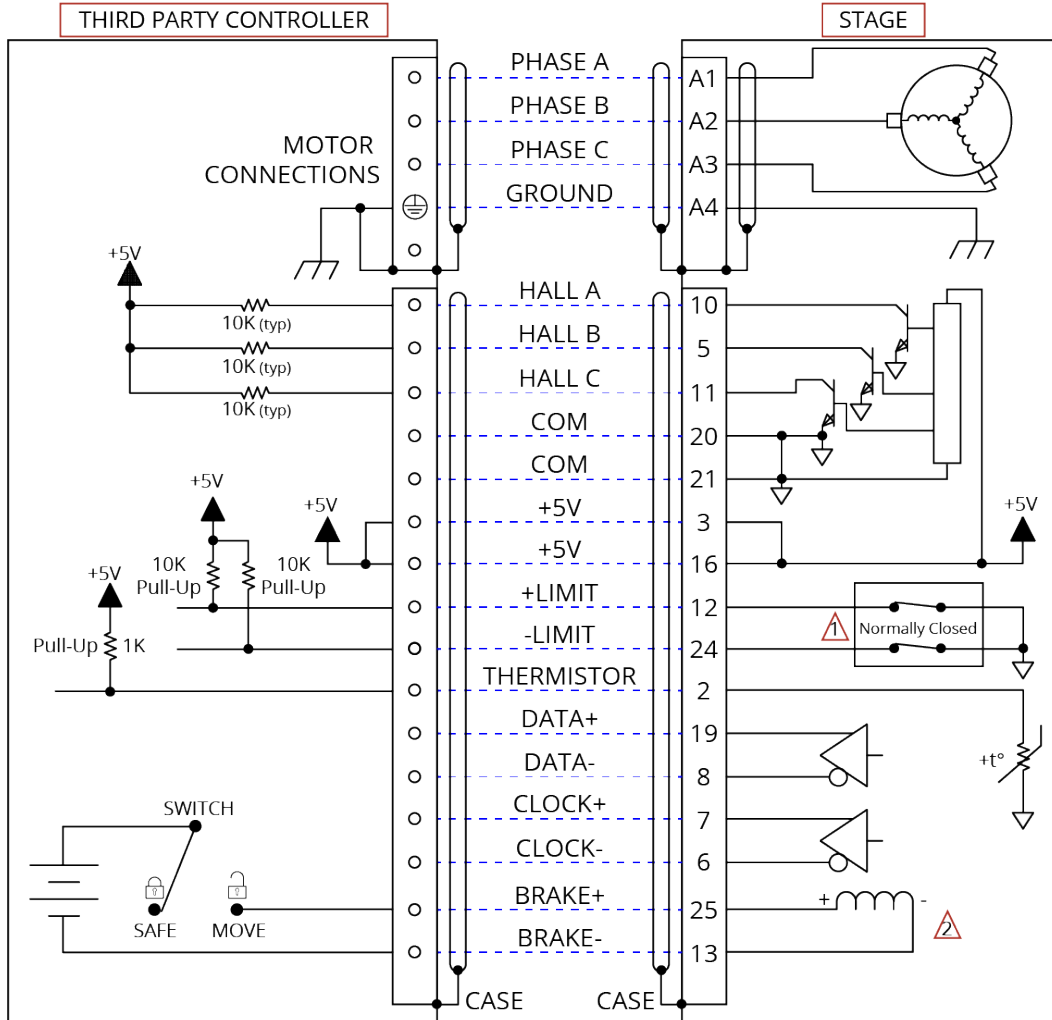 THIRD PARTY CONTROLLER
STAGE
MOTOR
CONNECTIONS
PHASE A
A1
PHASE B
A2
PHASE C
A3
GROUND
A4
+5V
10K (typ)
10K (typ)
10K (typ)
HALL A
10
HALL B
5
HALL C
11
COM
20
COM
21
+5V
3
+5V
16
+5V
+5V
+5V
10K
Pull-Up
10K
Pull-Up
+5V
Pull-Up
1K
+LIMIT
12
-LIMIT
24
1
Normally Closed
THERMISTOR
2
+t°
DATA+
19
DATA-
8
CLOCK+
7
CLOCK-
6
SWITCH
SAFE
MOVE
BRAKE+
25
BRAKE-
13
+
-
2
CASE
CASE